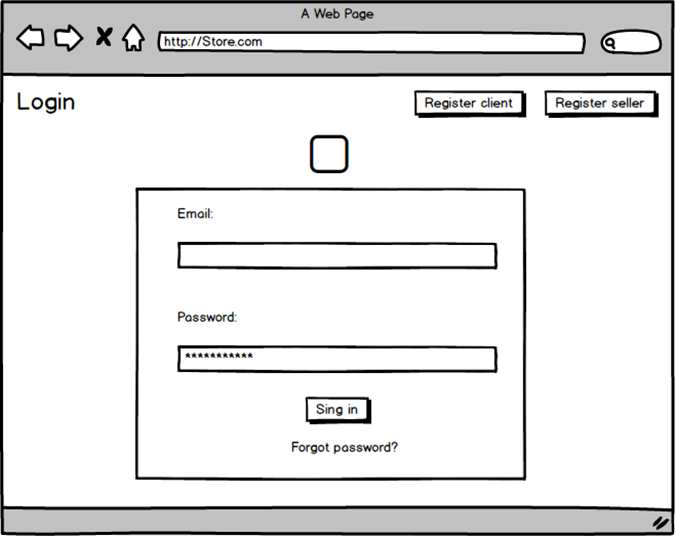 A Web Page
http://Store.com
Login
Register client
Register seller
Email:
Password:
***********
Sing in
Forgot password?